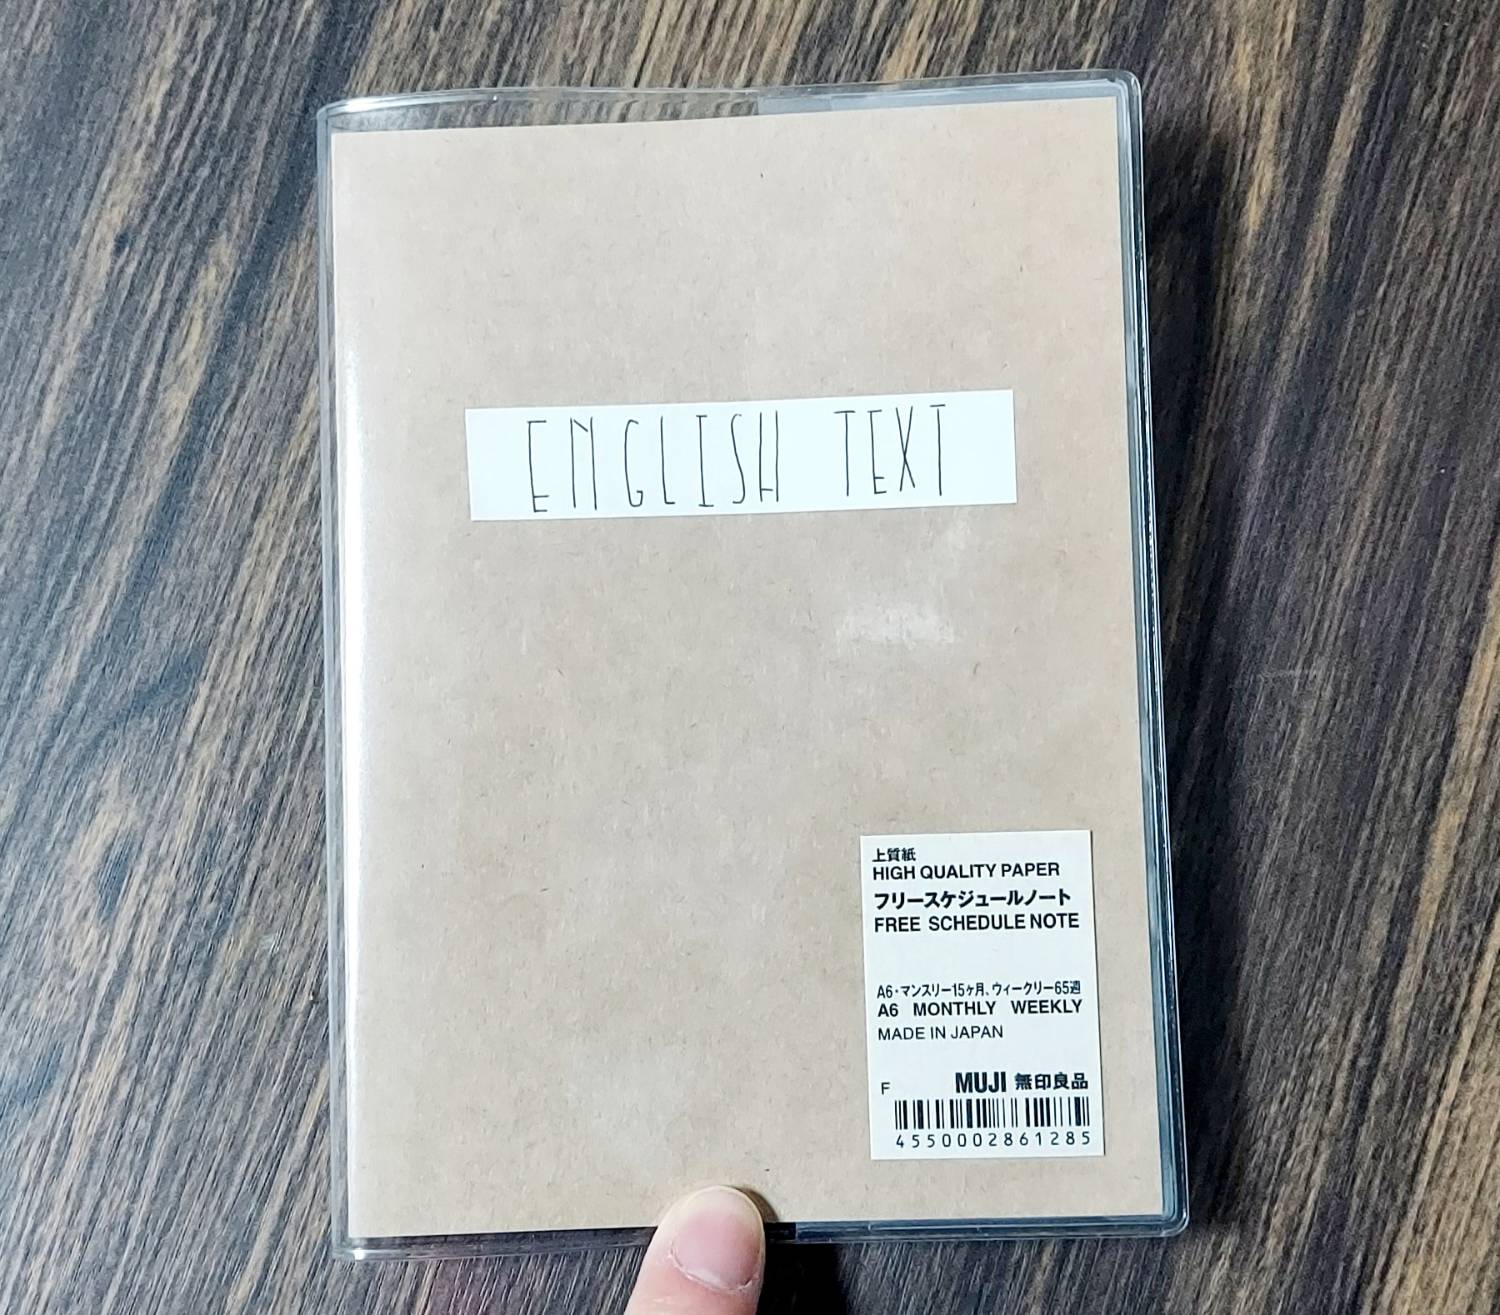 ENGLISH TEXT
上質紙
HIGH QUALITY PAPER
フリースケジュールノート
FREE SCHEDULE NOTE
A6・マンスリー15ヶ月、ウィークリー65週
A6 MONTHLY WEEKLY
MADE IN JAPAN
F MUJI 無印良品
4550002861285